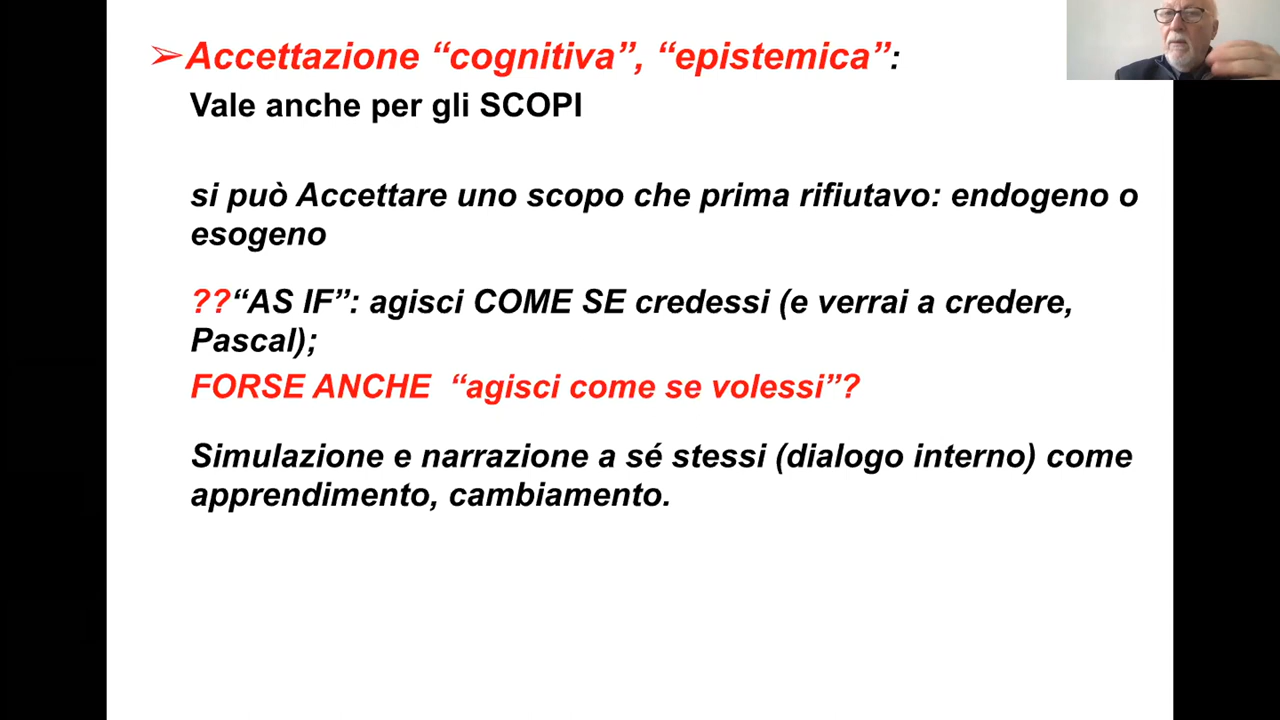 ➢Accettazione “cognitiva”, “epistemica”:
Vale anche per gli SCOPI
si può Accettare uno scopo che prima rifiutavo: endogeno o
esogeno
??“AS IF”: agisci COME SE credessi (e verrai a credere,
Pascal);
FORSE ANCHE “agisci come se volessi”?
Simulazione e narrazione a sé stessi (dialogo interno) come
apprendimento, cambiamento.